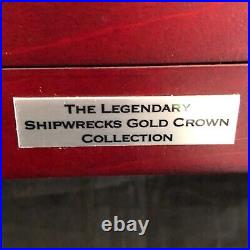 The Legendary
Shipwrecks Gold Crown
Collection